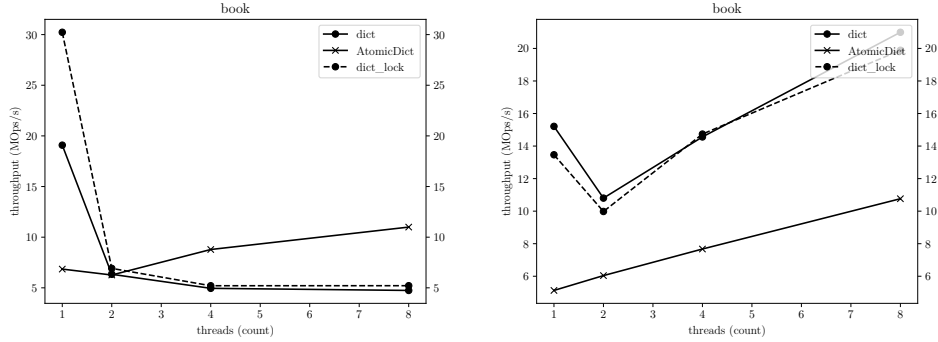 book
throughput (MOps/s)
30
25
20
15
10
5
30
25
20
15
10
5
dict
AtomicDict
dict_lock
1 2 3 4 5 6 7 8
threads (count)
book
throughput (MOps/s)
20
18
16
14
12
10
8
6
20
18
16
14
12
10
8
6
dict
AtomicDict
dict_lock
1 2 3 4 5 6 7 8
threads (count)